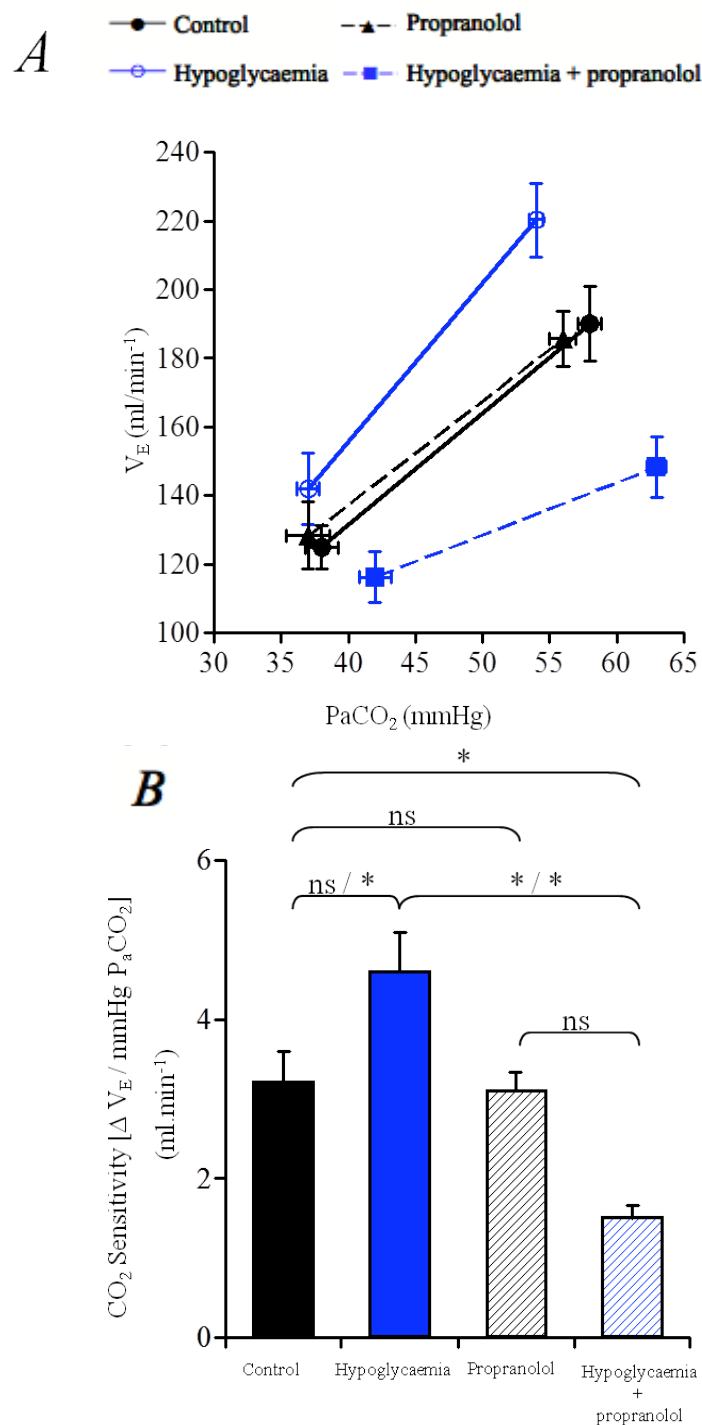 A
Control
Propranolol
Hypoglycaemia
Hypoglycaemia + propranolol
240
220
200
180
160
140
120
100
V_E (ml/min⁻¹)
30 35 40 45 50 55 60 65
PaCO₂ (mmHg)
B
*
ns
ns / *
* / *
ns
6
4
2
0
CO₂ Sensitivity [Δ V_E / mmHg PₐCO₂]
(ml.min⁻¹)
Control
Hypoglycaemia
Propranolol
Hypoglycaemia
+
propranolol